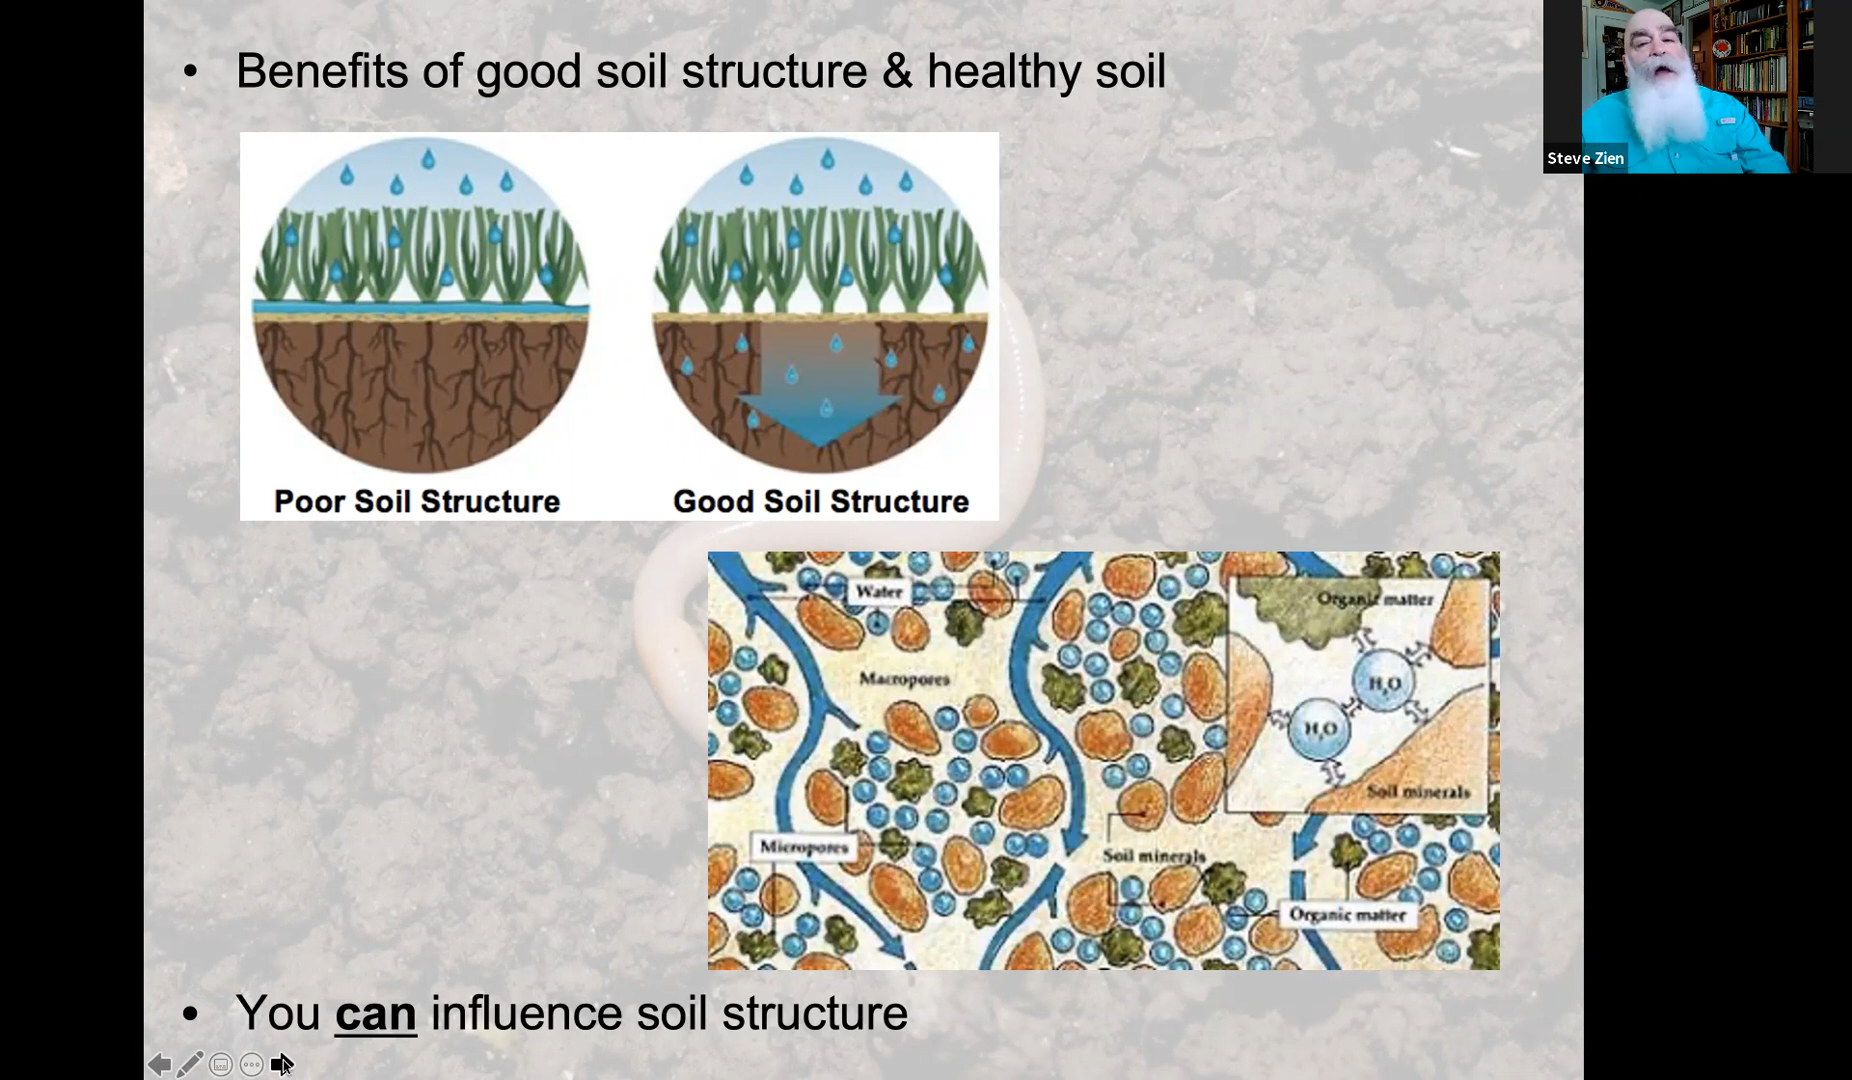 • Benefits of good soil structure & healthy soil
Steve Zien
Poor Soil Structure
Good Soil Structure
Water
Organic matter
Macropores
H₂O
H₂O
Soil minerals
Micropores
Soil minerals
Organic matter
• You can influence soil structure